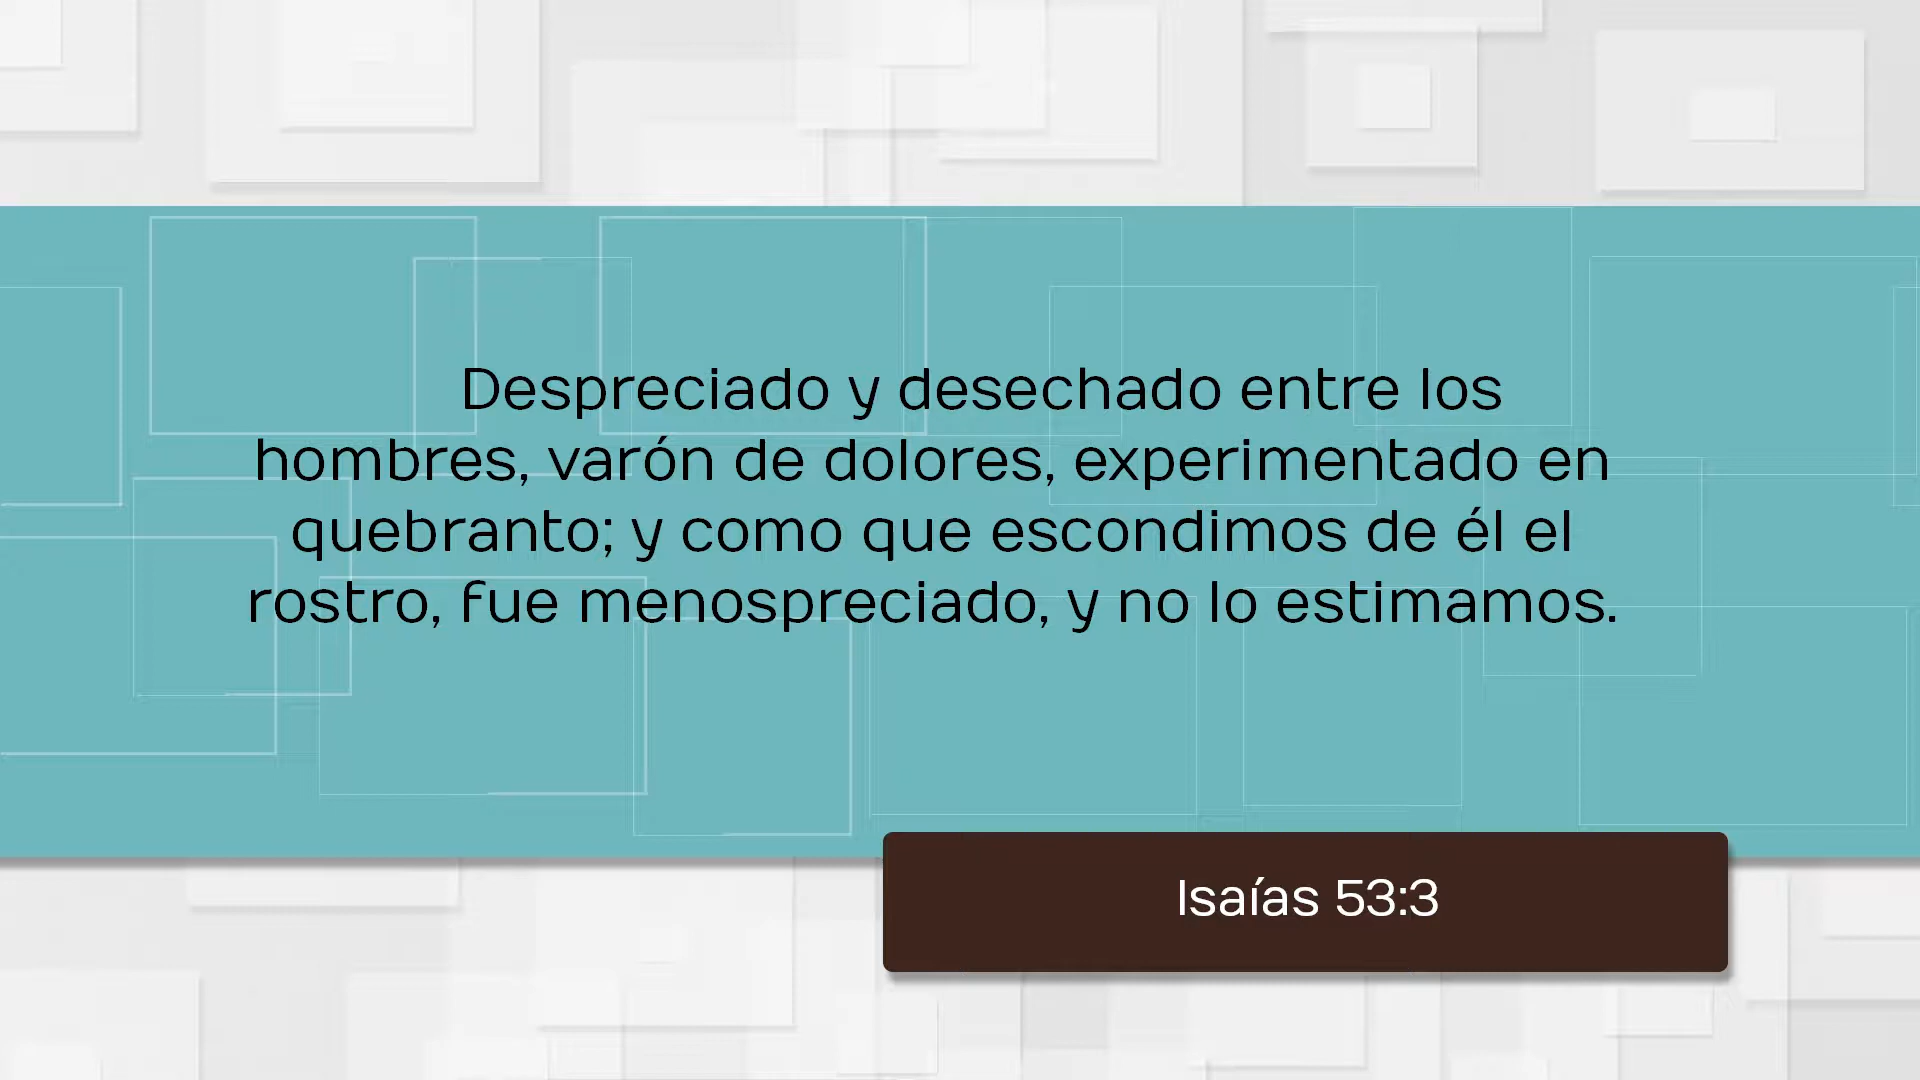 Despreciado y desechado entre los
hombres, varón de dolores, experimentado en
quebranto; y como que escondimos de él el
rostro, fue menospreciado, y no lo estimamos.
Isaías 53:3